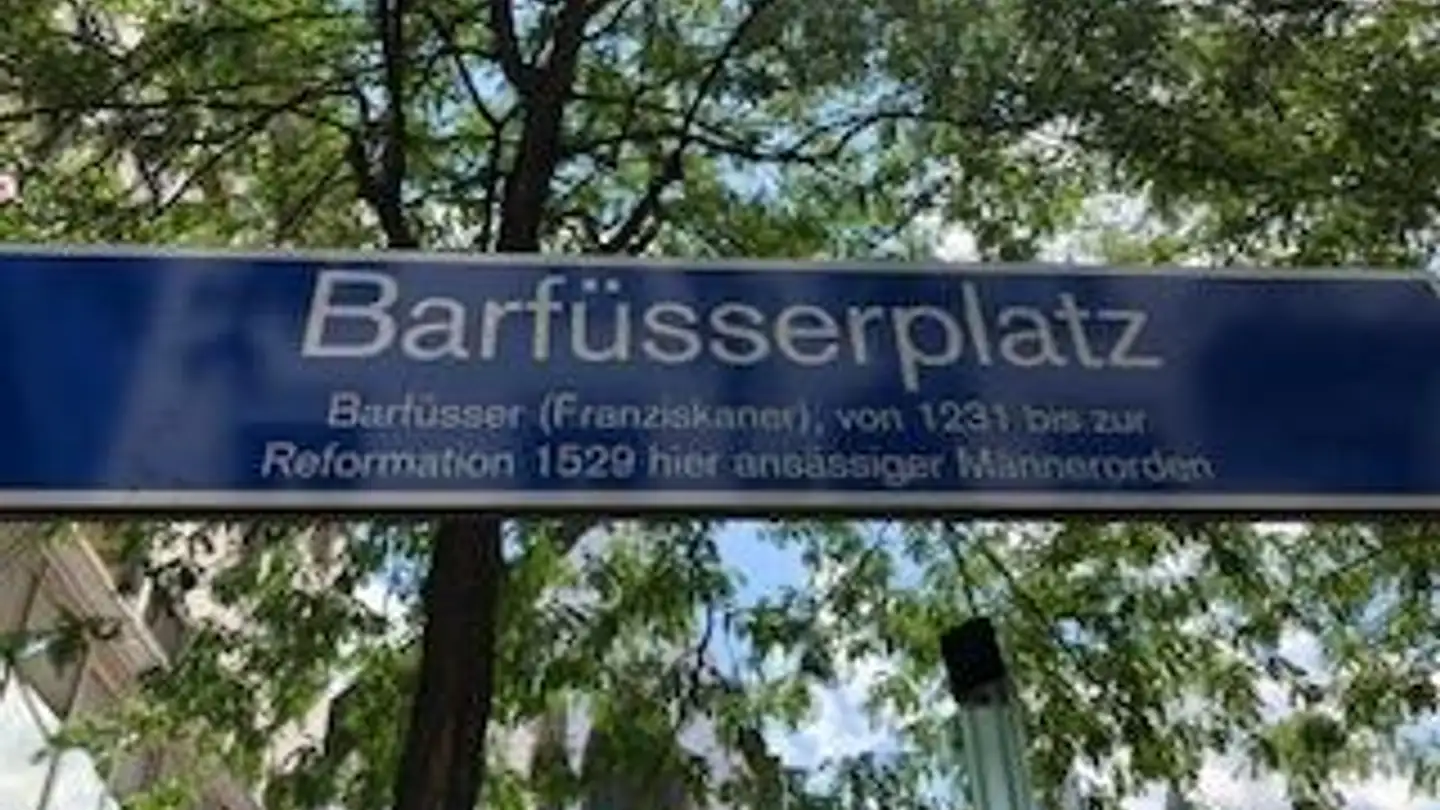 Barfüsserplatz
Barfüsser (Franziskaner), von 1231 bis zur
Reformation 1529 hier ansässiger Männerorden